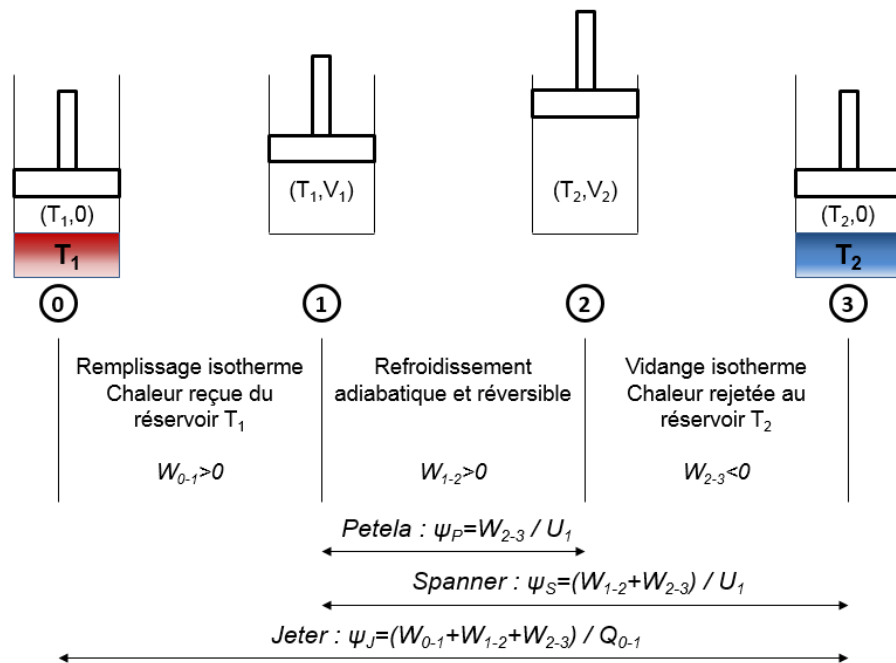 (T₁,0)
T₁
(T₁,V₁)
(T₂,V₂)
(T₂,0)
T₂
0
1
2
3
Remplissage isotherme
Chaleur reçue du
réservoir T₁
W₀₋₁>0
Refroidissement
adiabatique et réversible
W₁₋₂>0
Vidange isotherme
Chaleur rejetée au
réservoir T₂
W₂₋₃<0
Petela : ψ_P=W₂₋₃ / U₁
Spanner : ψ_S=(W₁₋₂+W₂₋₃) / U₁
Jeter : ψ_J=(W₀₋₁+W₁₋₂+W₂₋₃) / Q₀₋₁